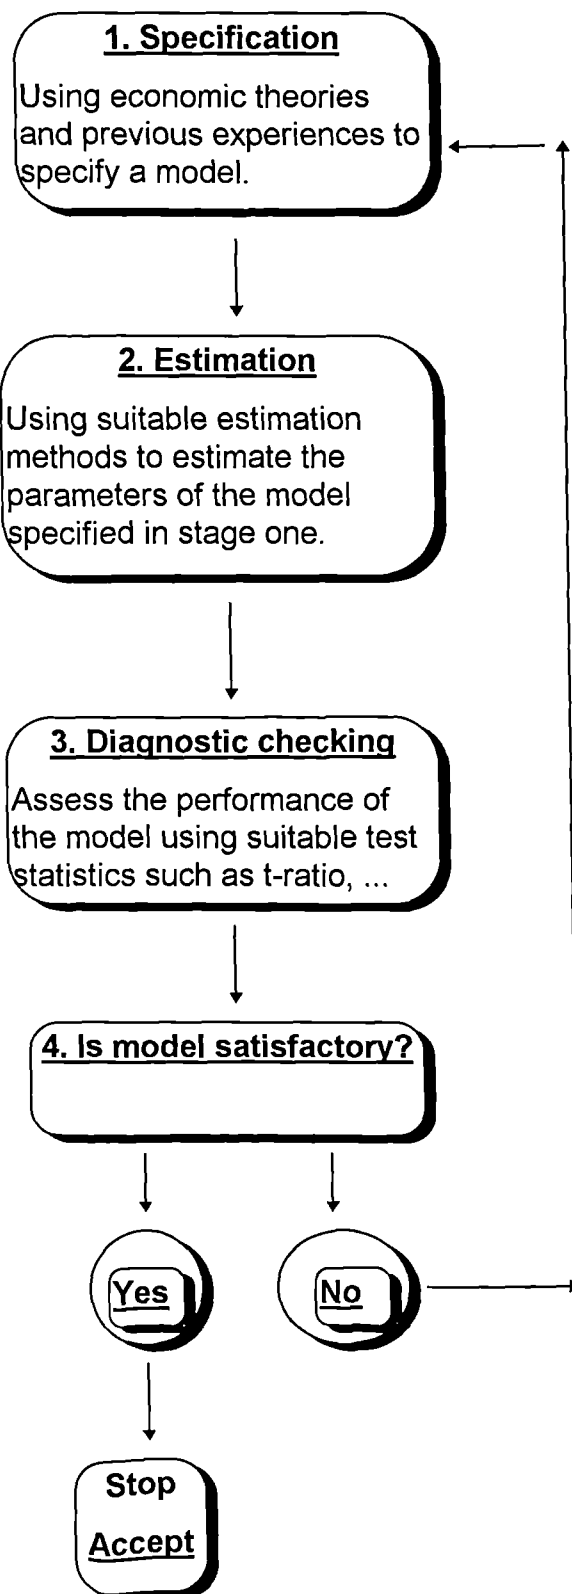 1. Specification
Using economic theories
and previous experiences to
specify a model.
2. Estimation
Using suitable estimation
methods to estimate the
parameters of the model
specified in stage one.
3. Diagnostic checking
Assess the performance of
the model using suitable test
statistics such as t-ratio, ...
4. Is model satisfactory?
Yes
No
Stop
Accept